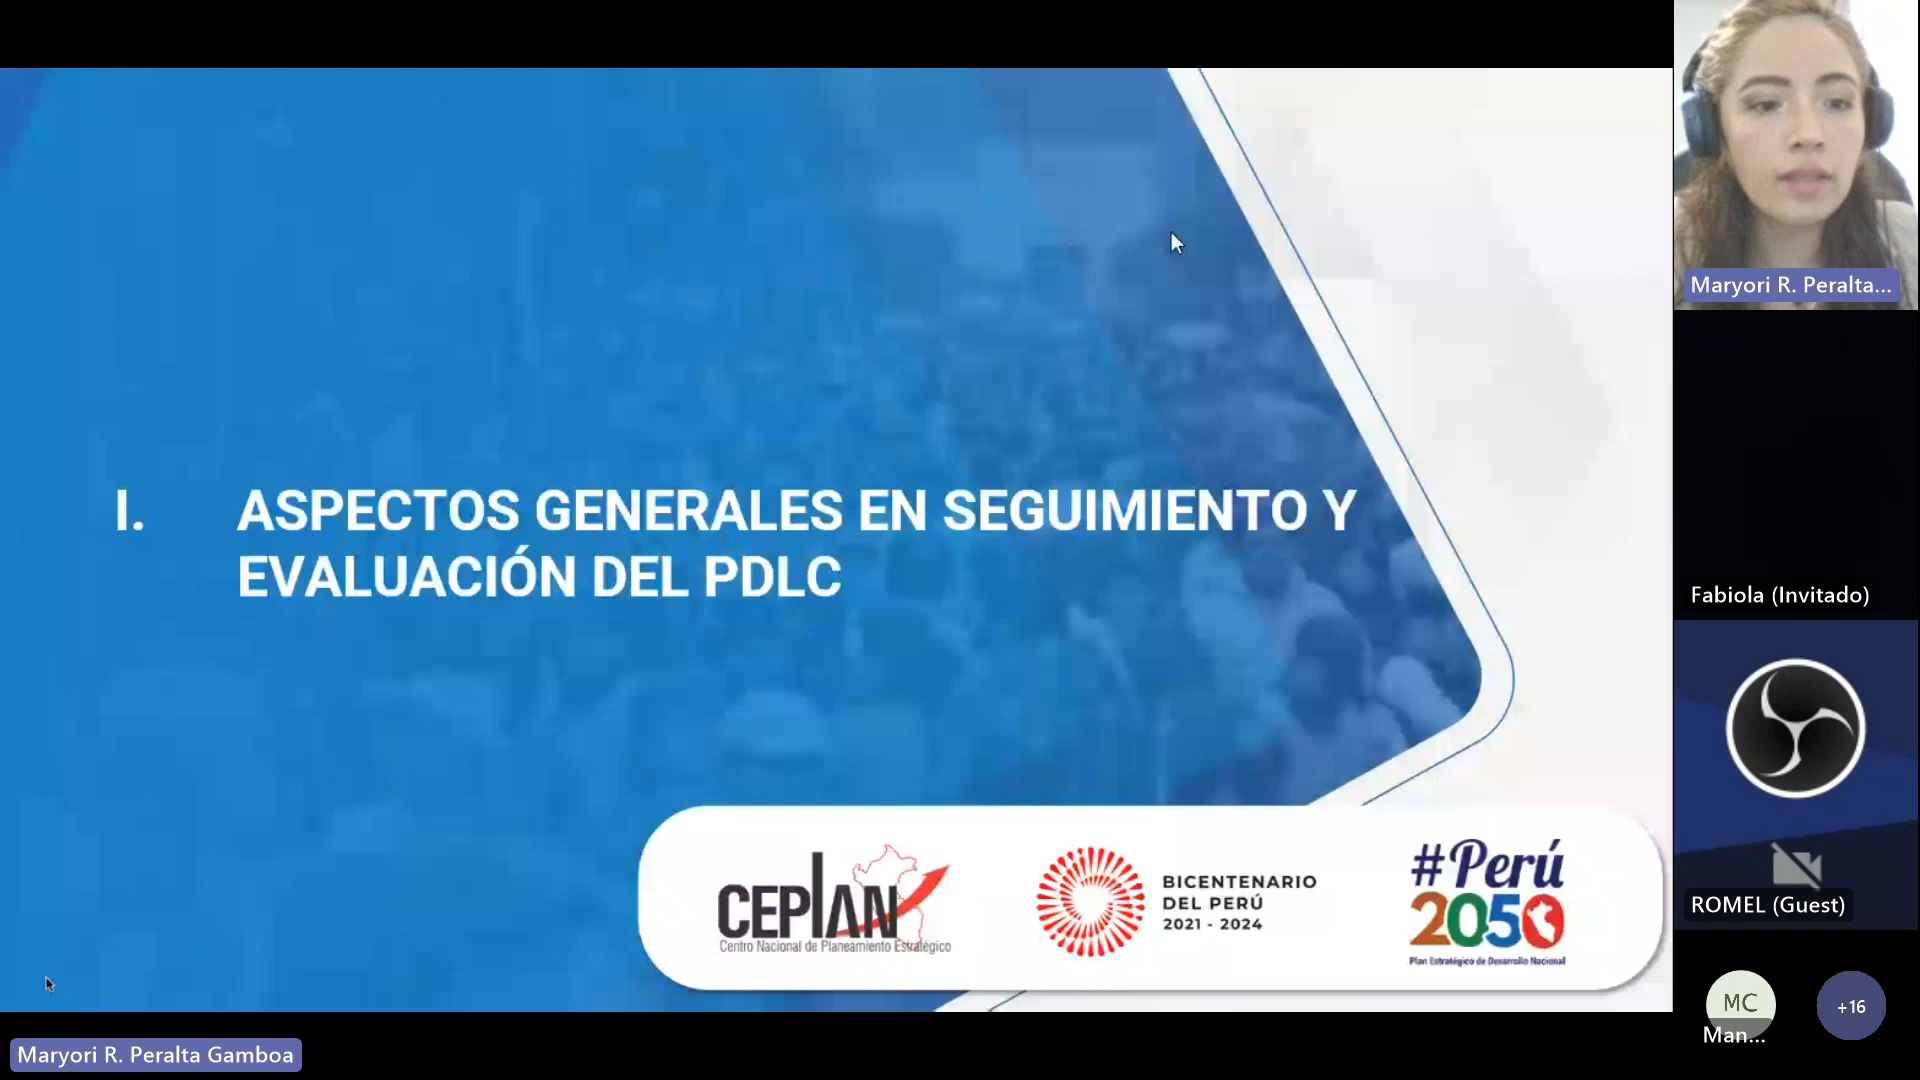 I. ASPECTOS GENERALES EN SEGUIMIENTO Y
EVALUACIÓN DEL PDLC
CEPLAN
Centro Nacional de Planeamiento Estratégico
BICENTENARIO
DEL PERÚ
2021 - 2024
#Perú
2050
Plan Estratégico de Desarrollo Nacional
Maryori R. Peralta...
Fabiola (Invitado)
ROMEL (Guest)
MC
Man...
+16
Maryori R. Peralta Gamboa